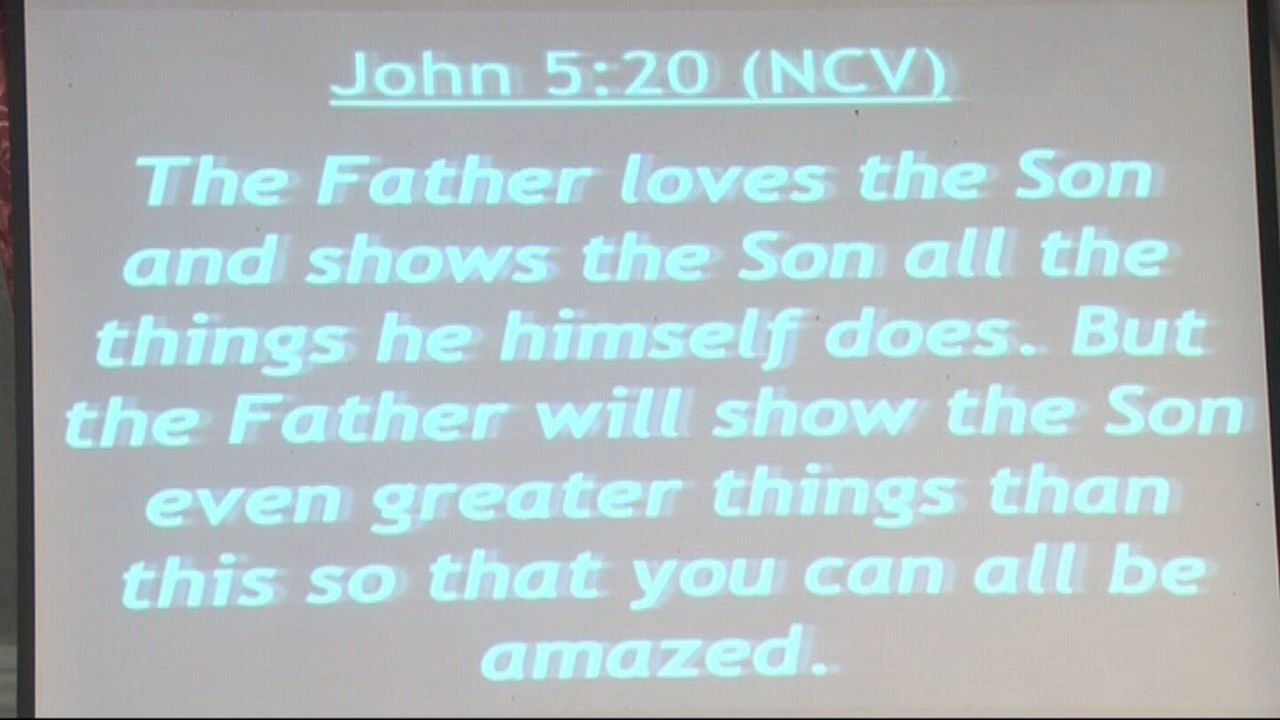 John 5:20 (NCV)
The Father loves the Son
and shows the Son all the
things he himself does. But
the Father will show the Son
even greater things than
this so that you can all be
amazed.